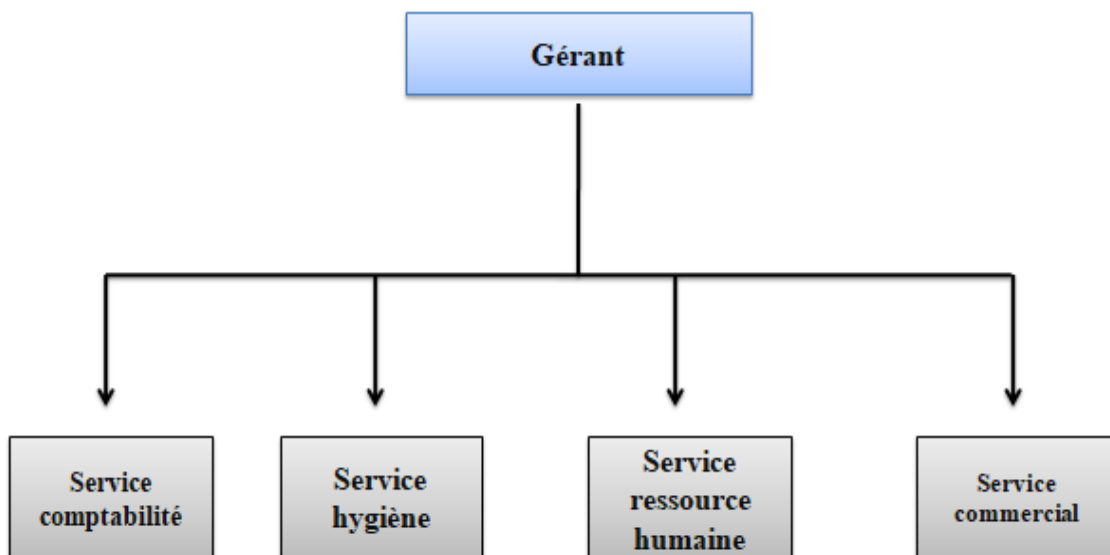 Gérant
Service
comptabilité
Service
hygiène
Service
ressource
humaine
Service
commercial